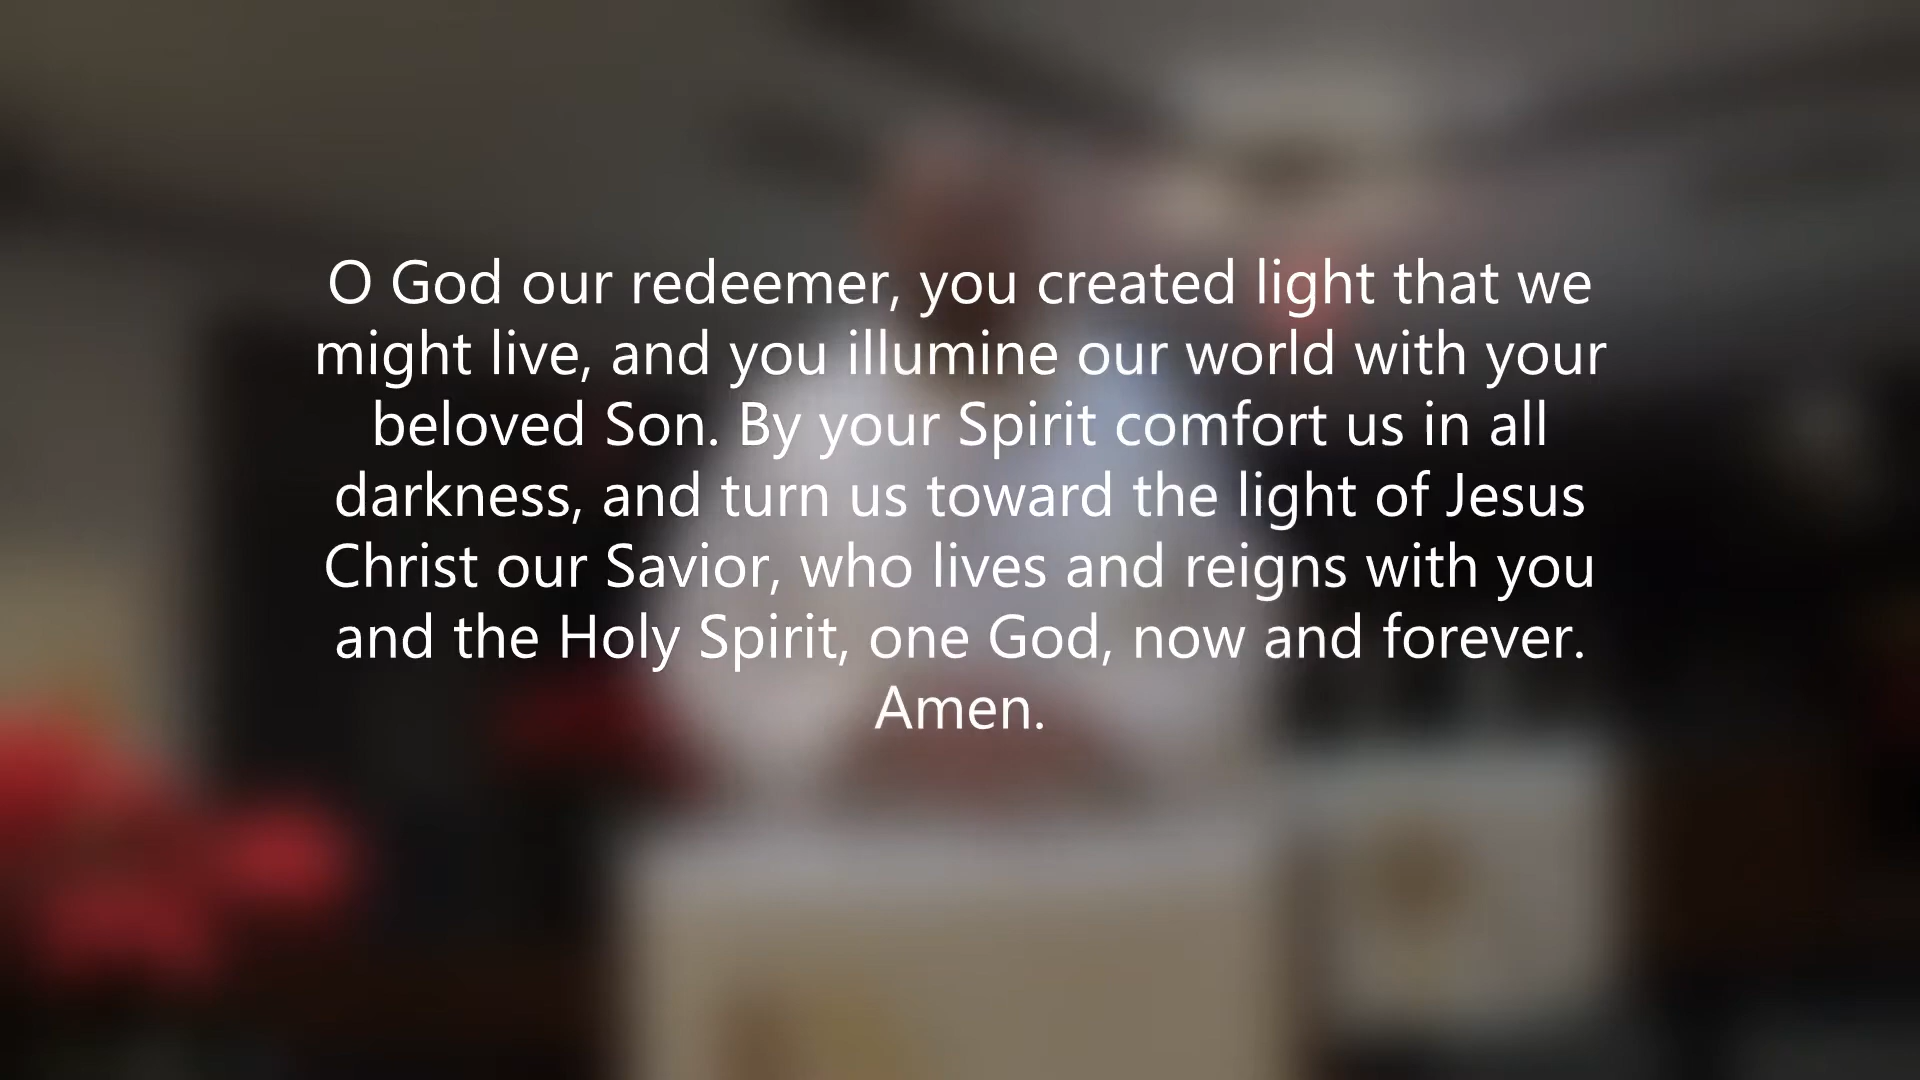 O God our redeemer, you created light that we
might live, and you illumine our world with your
beloved Son. By your Spirit comfort us in all
darkness, and turn us toward the light of Jesus
Christ our Savior, who lives and reigns with you
and the Holy Spirit, one God, now and forever.
Amen.